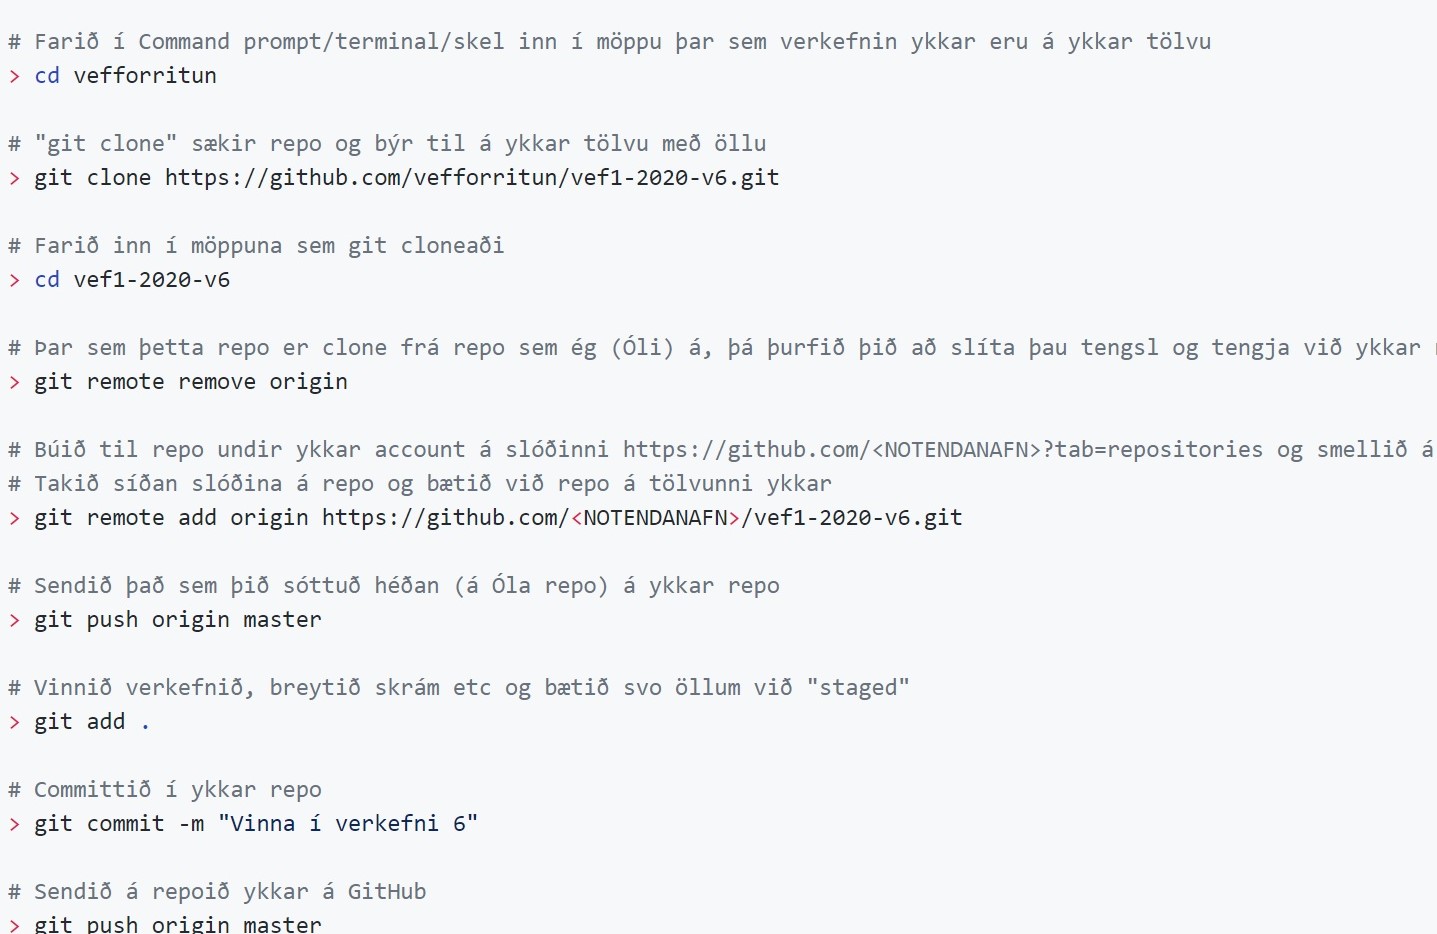 # Farið í Command prompt/terminal/skel inn í möppu þar sem verkefnin ykkar eru á ykkar tölvu
> cd vefforritun
# "git clone" sækir repo og býr til á ykkar tölvu með öllu
> git clone https://github.com/vefforritun/vef1-2020-v6.git
# Farið inn í möppuna sem git cloneaði
> cd vef1-2020-v6
# Þar sem þetta repo er clone frá repo sem ég (Óli) á, þá þurfið þið að slíta þau tengsl og tengja við ykkar
> git remote remove origin
# Búið til repo undir ykkar account á slóðinni https://github.com/<NOTENDANAFN>?tab=repositories og smellið á
# Takið síðan slóðina á repo og bætið við repo á tölvunni ykkar
> git remote add origin https://github.com/<NOTENDANAFN>/vef1-2020-v6.git
# Sendið það sem þið sóttuð héðan (á Óla repo) á ykkar repo
> git push origin master
# Vinnið verkefnið, breytið skrám etc og bætið svo öllum við "staged"
> git add .
# Committið í ykkar repo
> git commit -m "Vinna í verkefni 6"
# Sendið á repoið ykkar á GitHub
> git push origin master